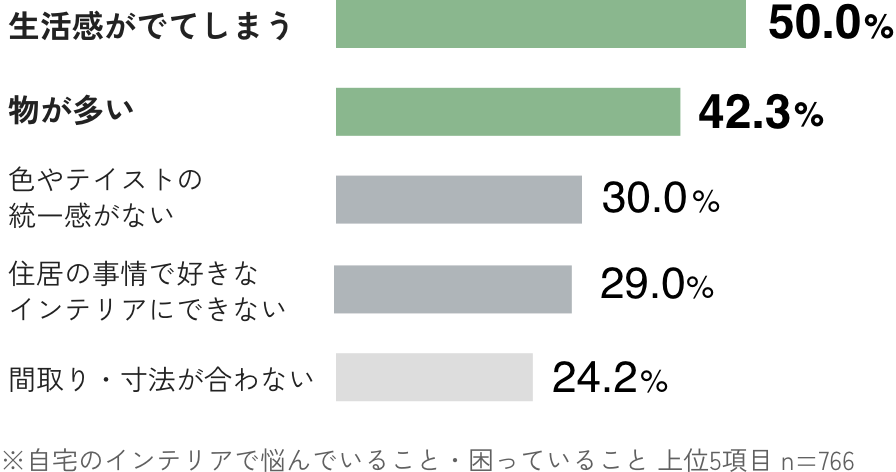 生活感がでてしまう 50.0%
物が多い 42.3%
色やテイストの
統一感がない 30.0%
住居の事情で好きな
インテリアにできない 29.0%
間取り・寸法が合わない 24.2%
※自宅のインテリアで悩んでいること・困っていること 上位5項目 n=766